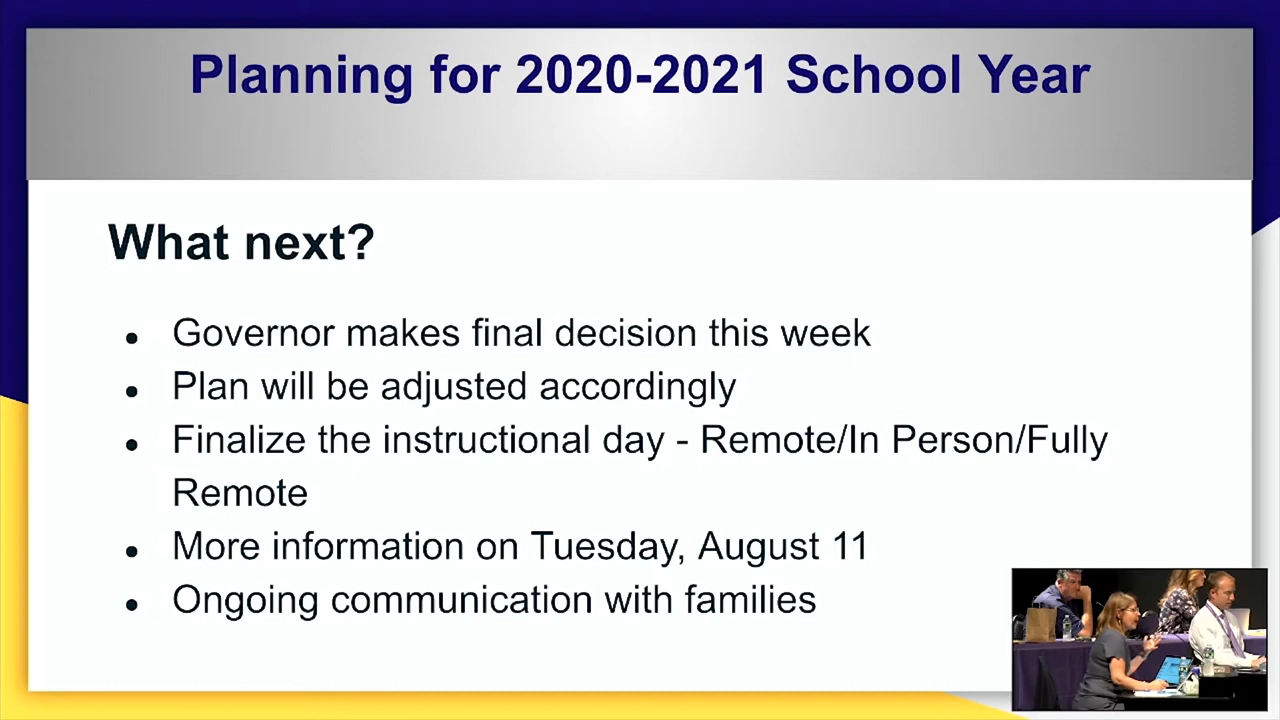 Planning for 2020-2021 School Year
What next?
● Governor makes final decision this week
● Plan will be adjusted accordingly
● Finalize the instructional day - Remote/In Person/Fully
Remote
● More information on Tuesday, August 11
● Ongoing communication with families